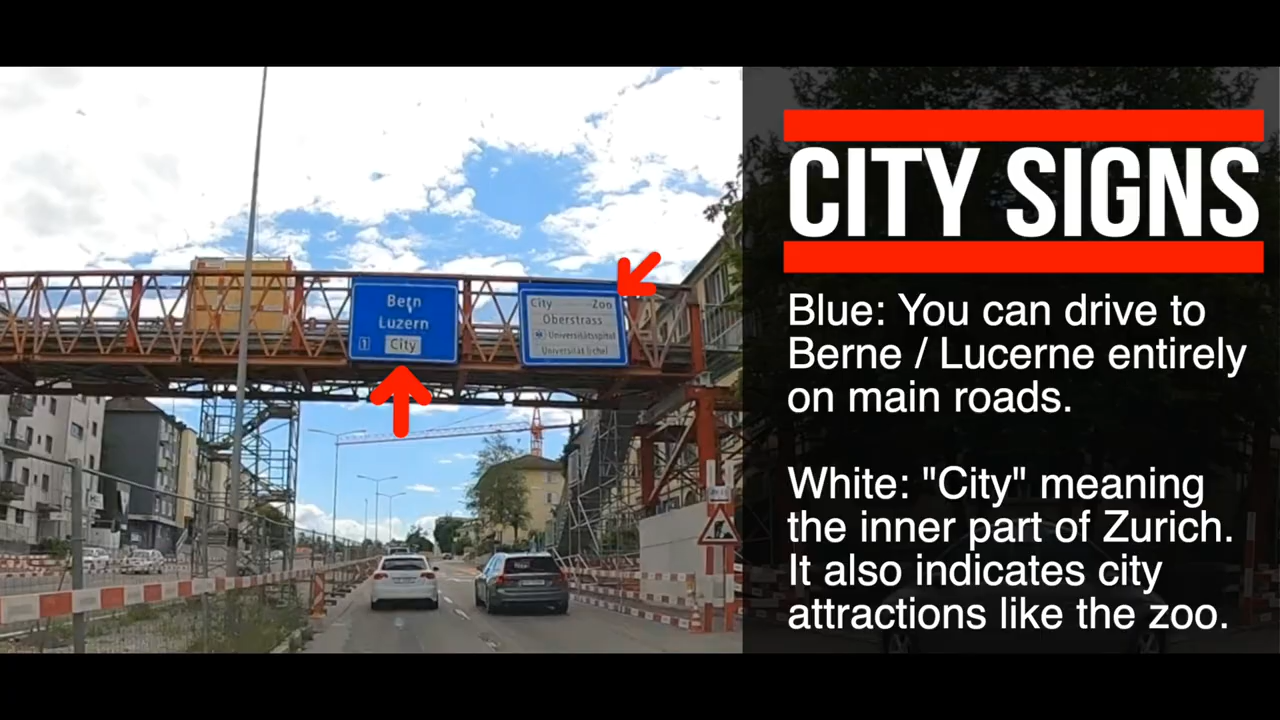 Bern
Luzern
1 City
City Zoo
Oberstrass
Universitätsspital
CITY SIGNS
Blue: You can drive to
Berne / Lucerne entirely
on main roads.
White: "City" meaning
the inner part of Zurich.
It also indicates city
attractions like the zoo.